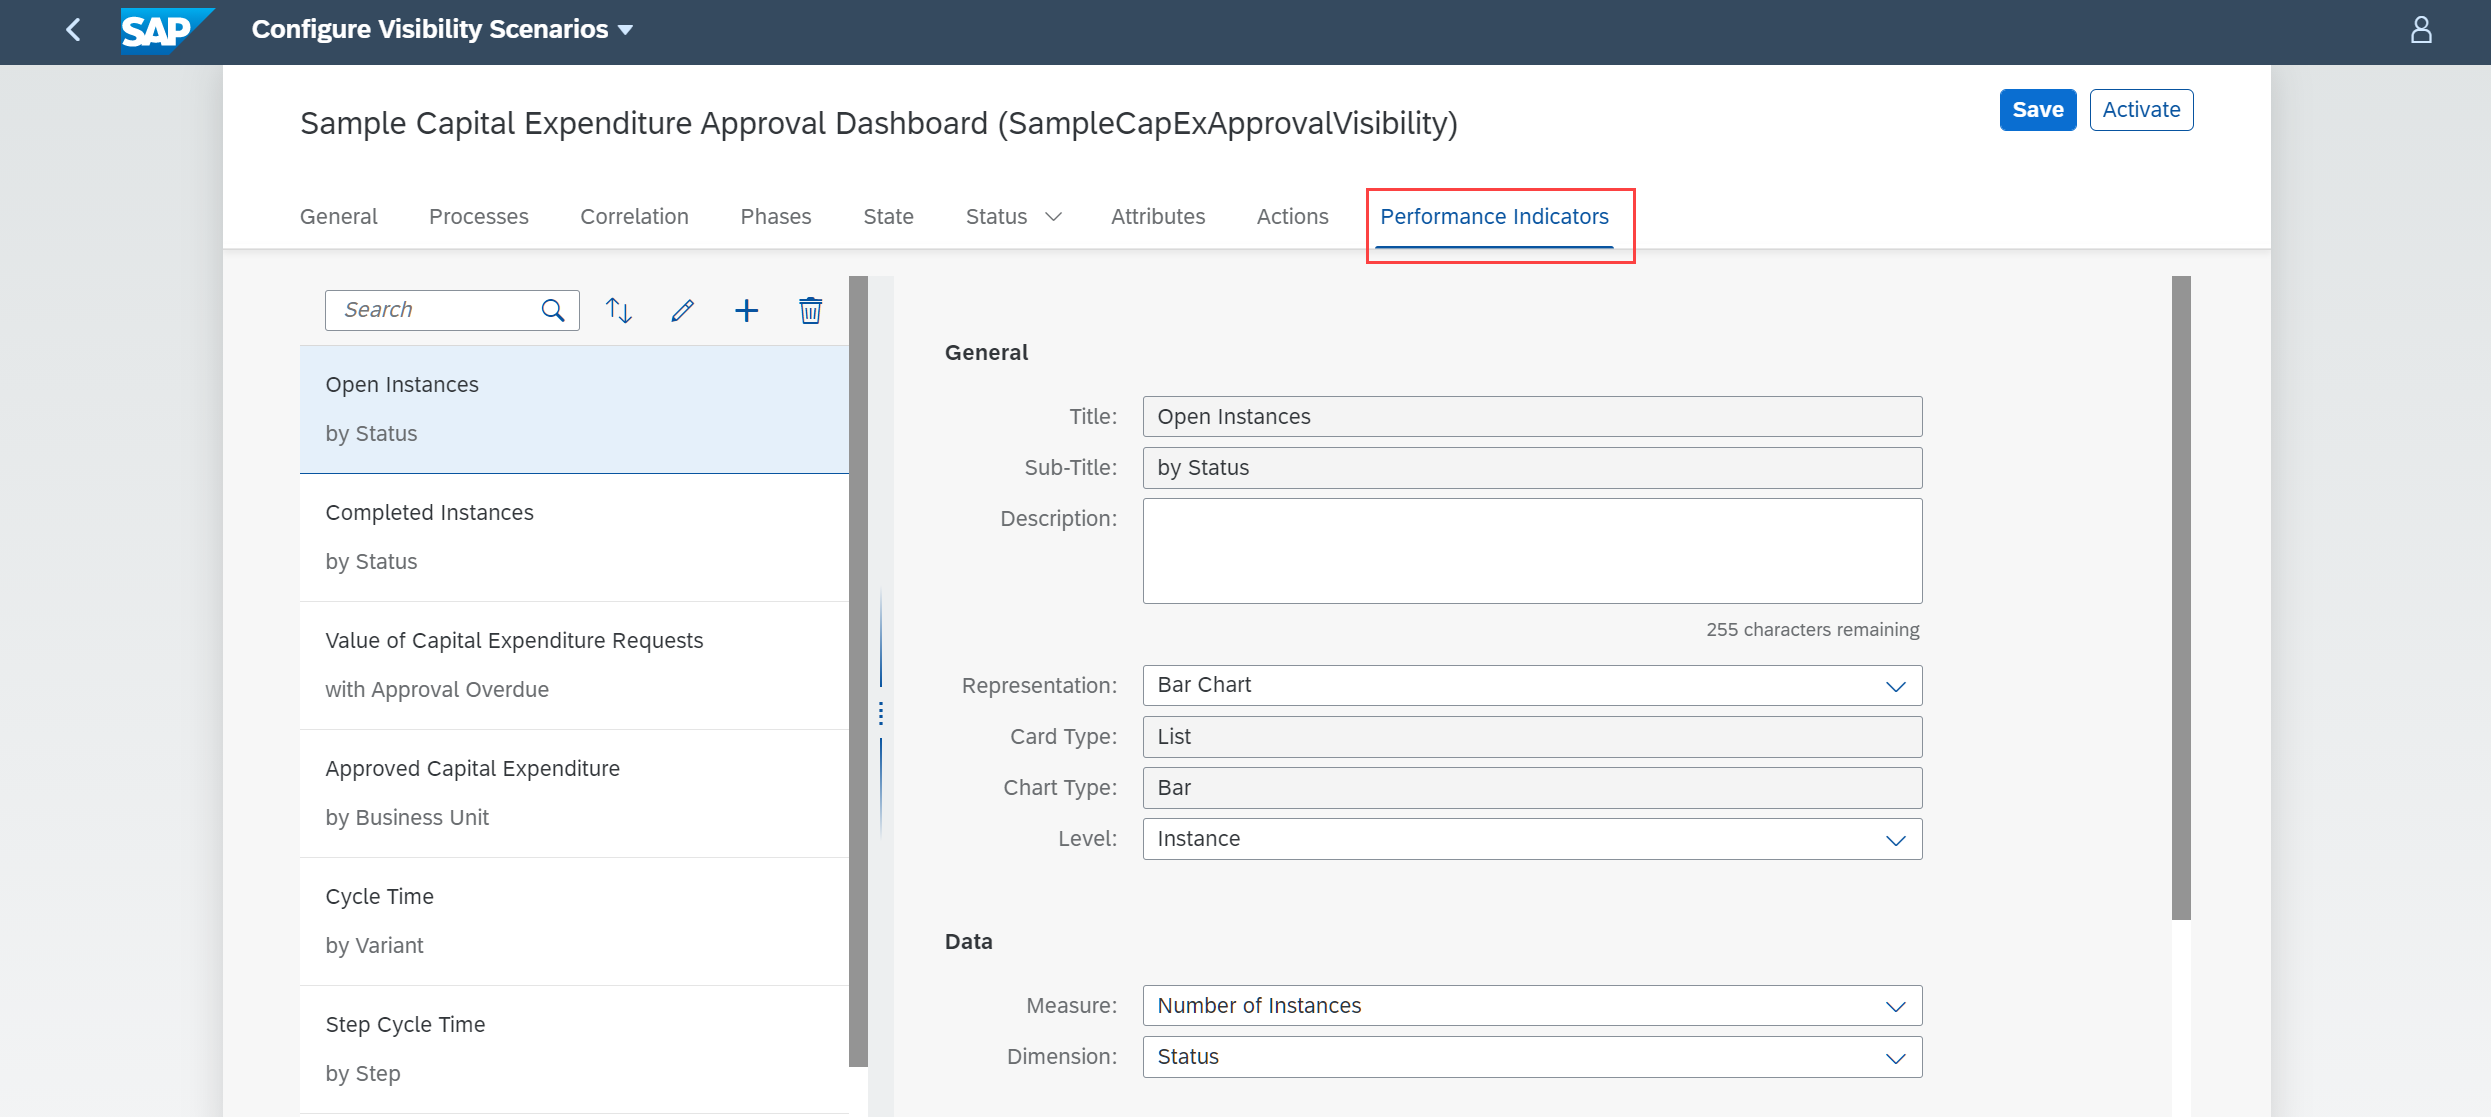 SAP Configure Visibility Scenarios
Sample Capital Expenditure Approval Dashboard (SampleCapExApprovalVisibility)
Save Activate
General Processes Correlation Phases State Status Attributes Actions Performance Indicators
Search
Open Instances
by Status
Completed Instances
by Status
Value of Capital Expenditure Requests
with Approval Overdue
Approved Capital Expenditure
by Business Unit
Cycle Time
by Variant
Step Cycle Time
by Step
General
Title: Open Instances
Sub-Title: by Status
Description:
255 characters remaining
Representation: Bar Chart
Card Type: List
Chart Type: Bar
Level: Instance
Data
Measure: Number of Instances
Dimension: Status